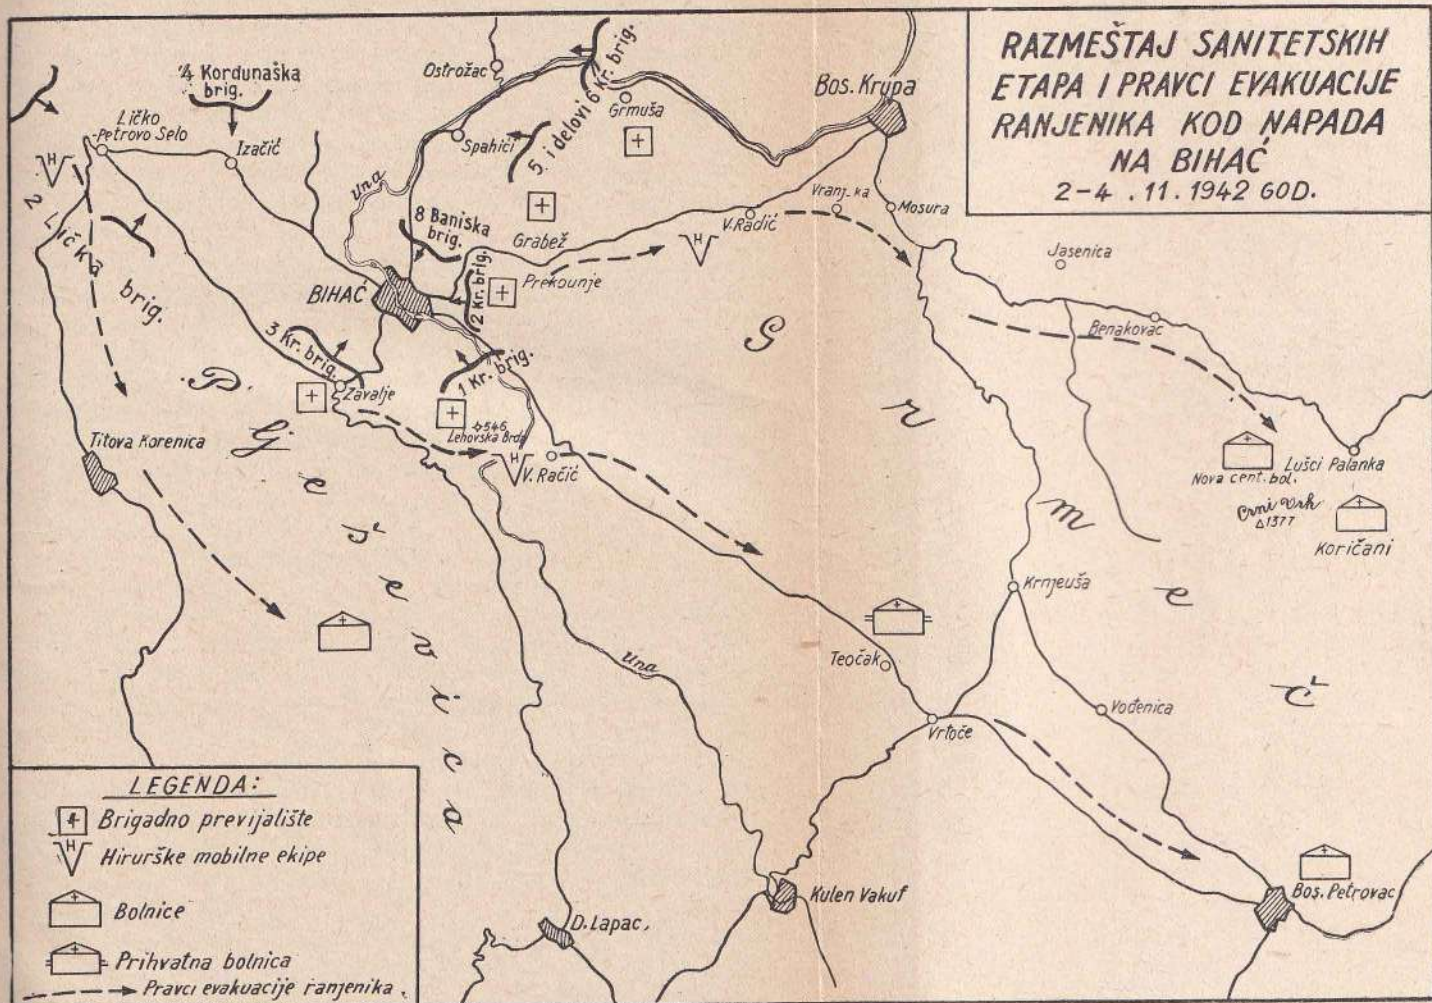 RAZMEŠTAJ SANITETSKIH
ETAPA I PRAVCI EVAKUACIJE
RANJENIKA KOD NAPADA
NA BIHAĆ
2-4 . 11. 1942 GOD.
4 Kordunaška
brig.
Ostrožac
5. i delovi 6 kr. brig.
Grmuša
Bos. Krupa
Ličko
-Petrovo Selo
Izačić
Spahići
Una
H
2 Lička brig.
8 Baniska
brig.
Grabež
V. Radić
Vranj-ka
Mosura
H
Jasenica
BIHAĆ
2 Kr. brig.
Prekounje
Benakovac
3 Kr. brig.
1 Kr. brig.
Zavalje
546
Lehovska Brda
H
V. Račić
Titova Korenica
Plješevica
Grmeč
Nova cent. bol.
Lušci Palanka
Crni Vrh
△1377
Koričani
Krnjeuša
Una
Teočak
Vođenica
Vrtoče
Kulen Vakuf
Bos. Petrovac
D. Lapac,
LEGENDA:
Brigadno previjalište
H
Hirurške mobilne ekipe
Bolnice
Prihvatna bolnica
Pravci evakuacije ranjenika.